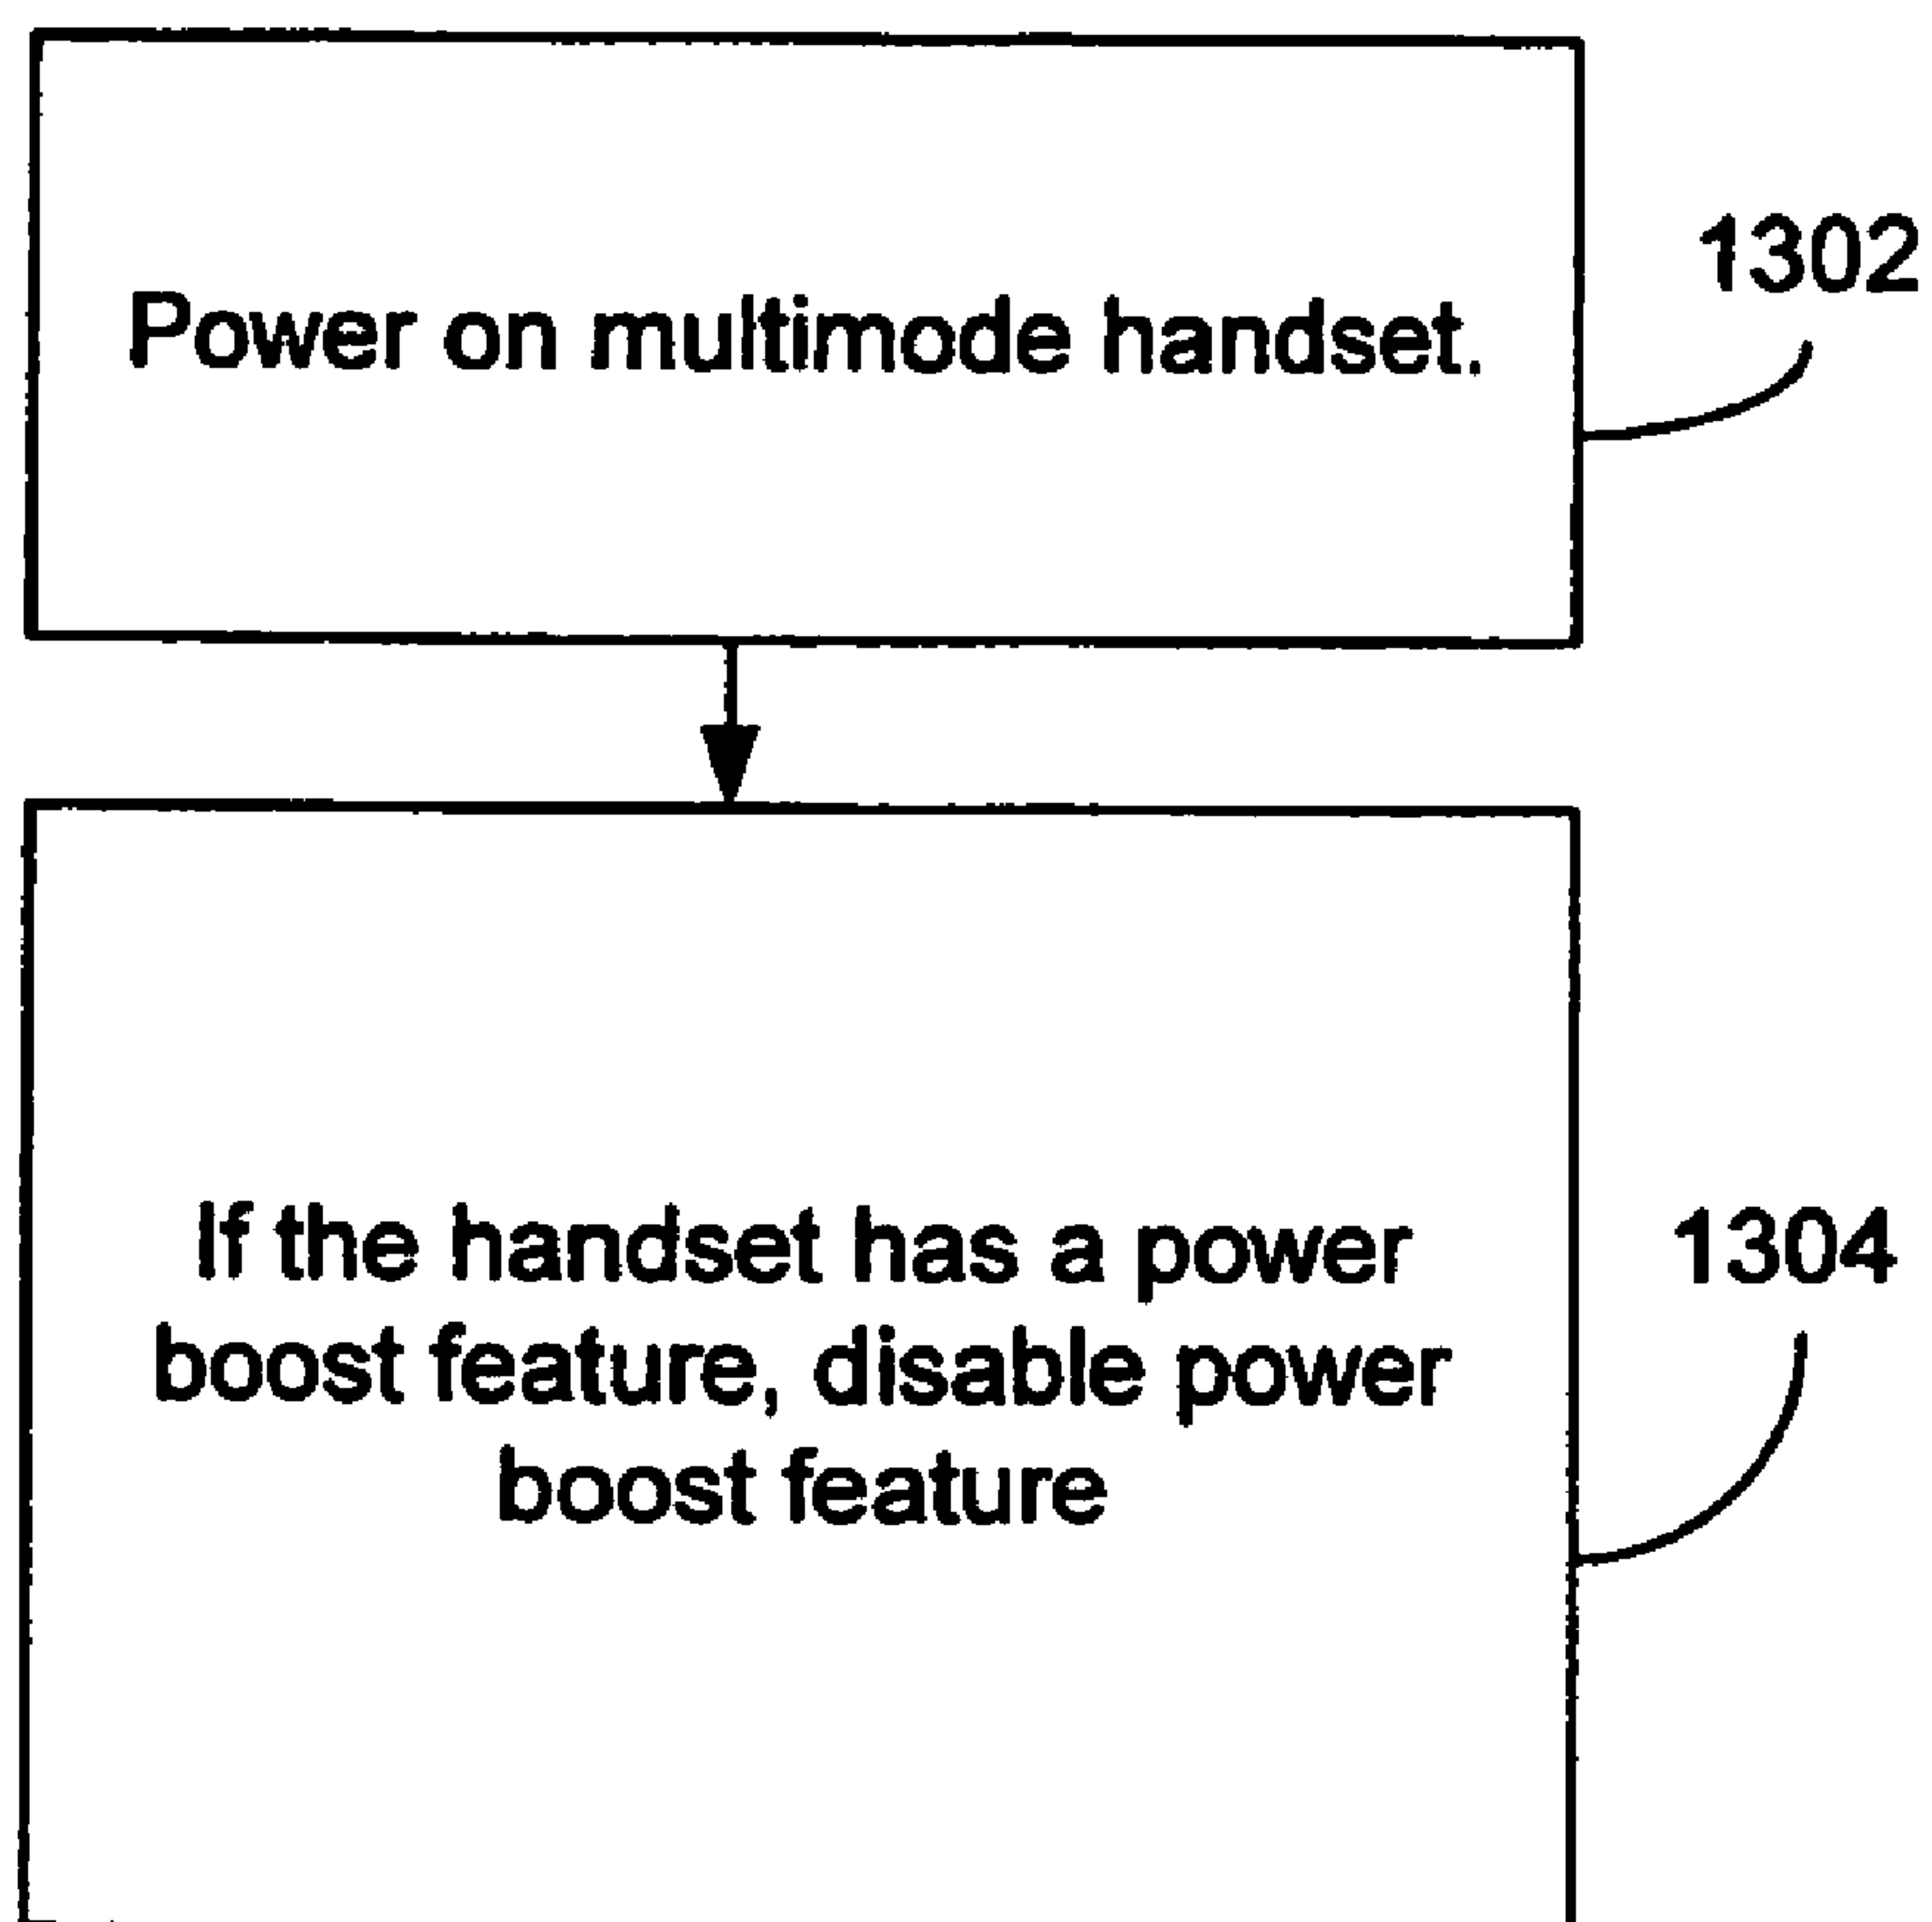 1302
Power on multimode handset.
If the handset has a power
boost feature, disable power
boost feature
1304